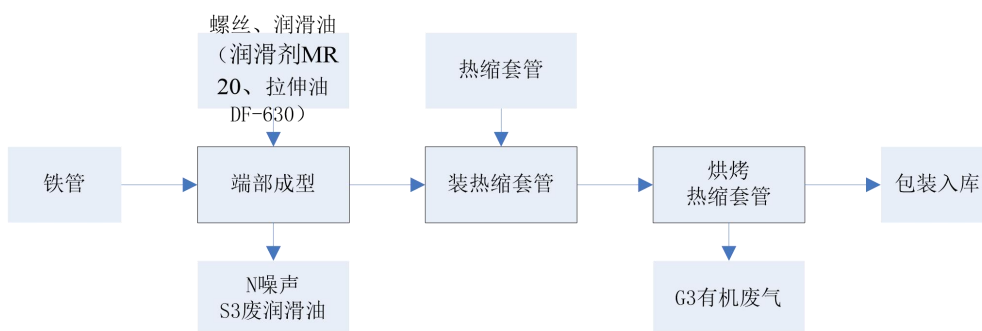 螺丝、润滑油
（润滑剂MR
20、拉伸油
DF-630）
热缩套管
铁管
端部成型
装热缩套管
烘烤
热缩套管
包装入库
N噪声
S3废润滑油
G3有机废气